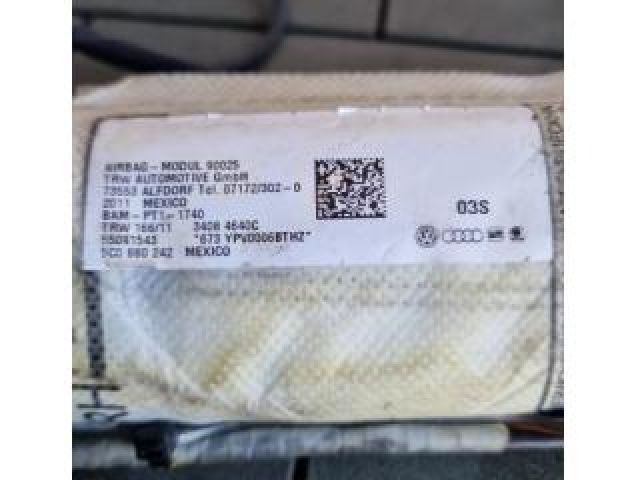 AIRBAG - MODUL 90025
TRW AUTOMOTIVE GmbH
73553 ALFDORF Tel. 07172/302 - 0
2011 MEXICO
BAM - PT1 - 1740
TRW 166/11 3408 4640C
55091543 "673 YPV0006BTHZ"
5C0 880 242 MEXICO
03S